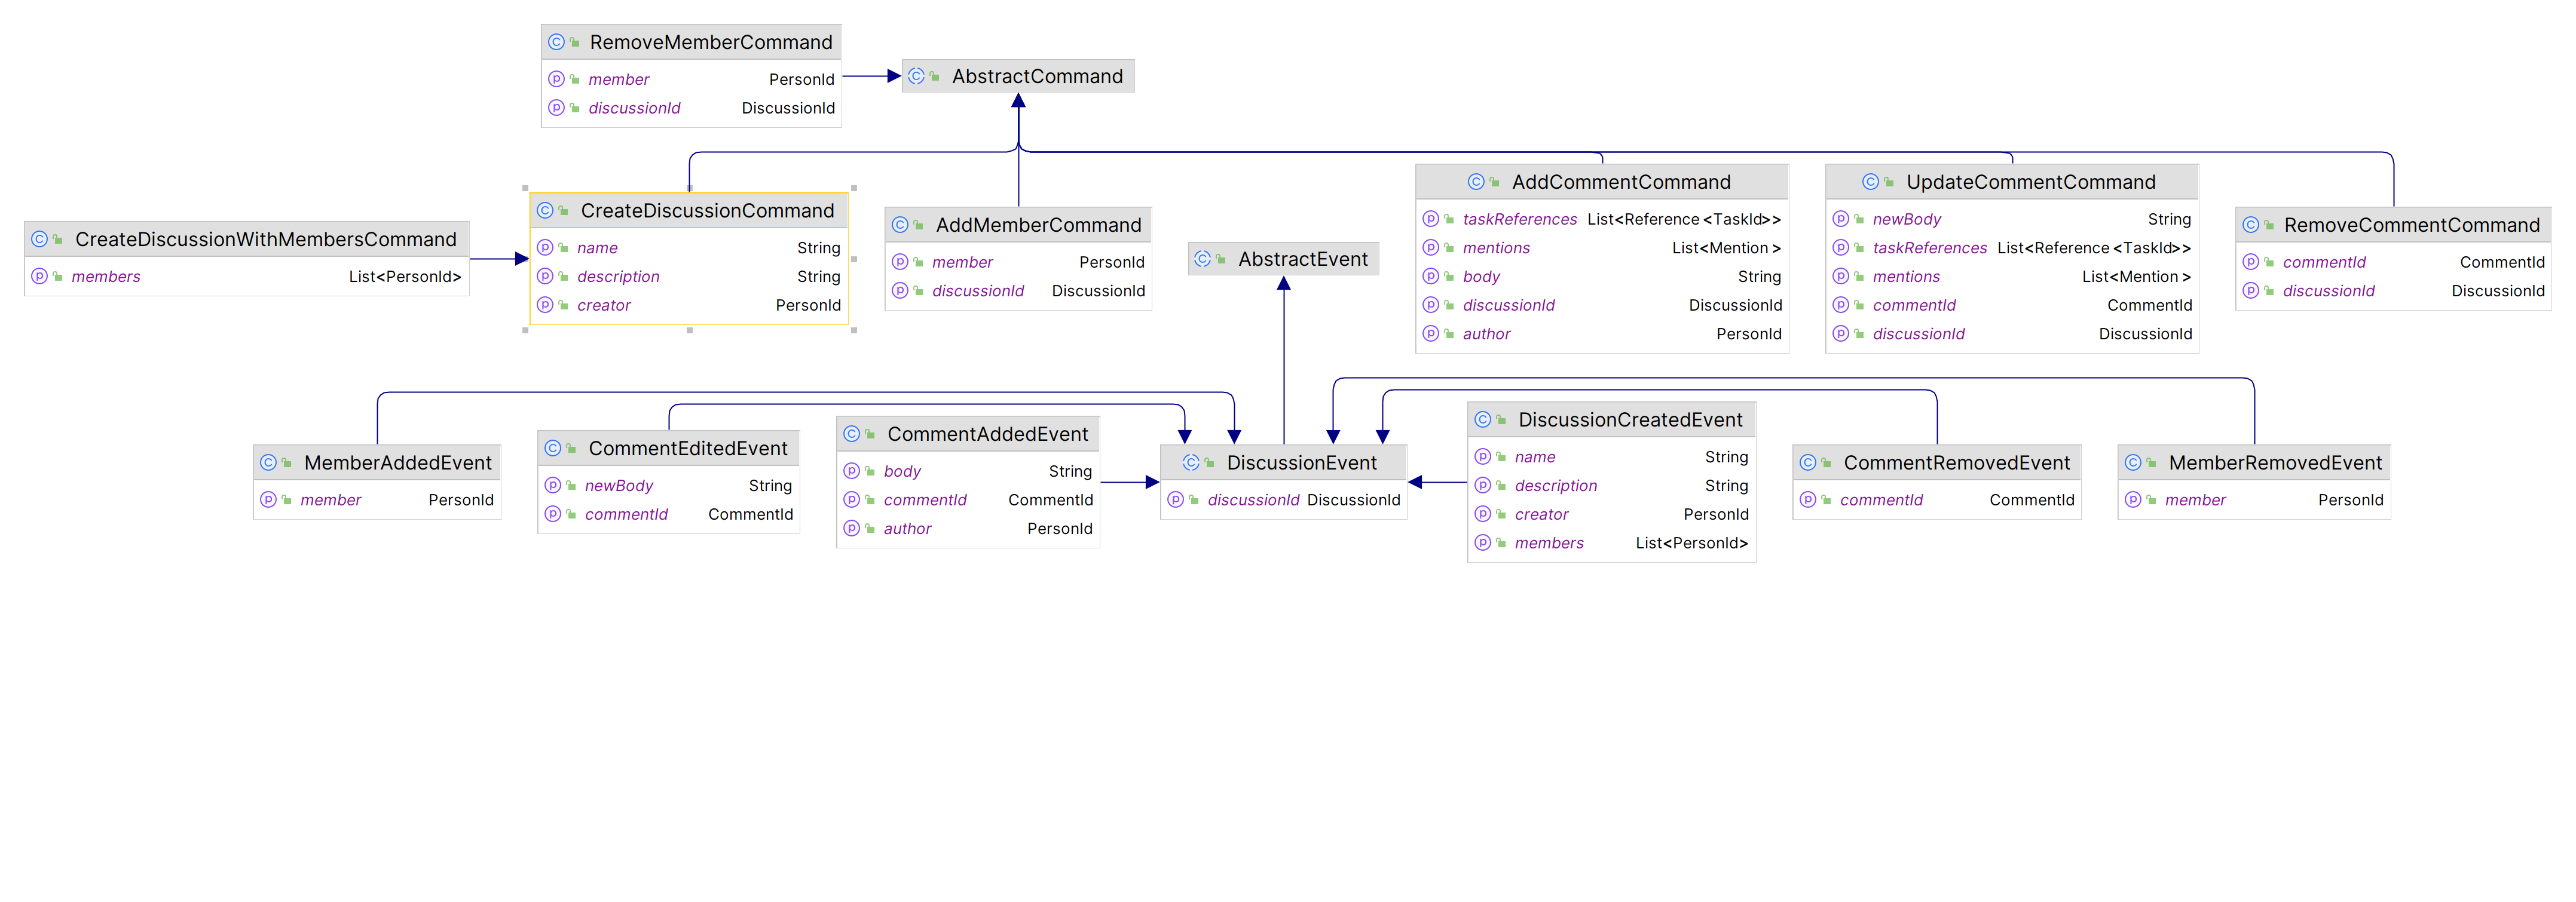 RemoveMemberCommand
member PersonId
discussionId DiscussionId
AbstractCommand
CreateDiscussionWithMembersCommand
members List<PersonId>
CreateDiscussionCommand
name String
description String
creator PersonId
AddMemberCommand
member PersonId
discussionId DiscussionId
AbstractEvent
AddCommentCommand
taskReferences List<Reference <TaskId>>
mentions List<Mention >
body String
discussionId DiscussionId
author PersonId
UpdateCommentCommand
newBody String
taskReferences List<Reference <TaskId>>
mentions List<Mention >
commentId CommentId
discussionId DiscussionId
RemoveCommentCommand
commentId CommentId
discussionId DiscussionId
MemberAddedEvent
member PersonId
CommentEditedEvent
newBody String
commentId CommentId
CommentAddedEvent
body String
commentId CommentId
author PersonId
DiscussionEvent
discussionId DiscussionId
DiscussionCreatedEvent
name String
description String
creator PersonId
members List<PersonId>
CommentRemovedEvent
commentId CommentId
MemberRemovedEvent
member PersonId